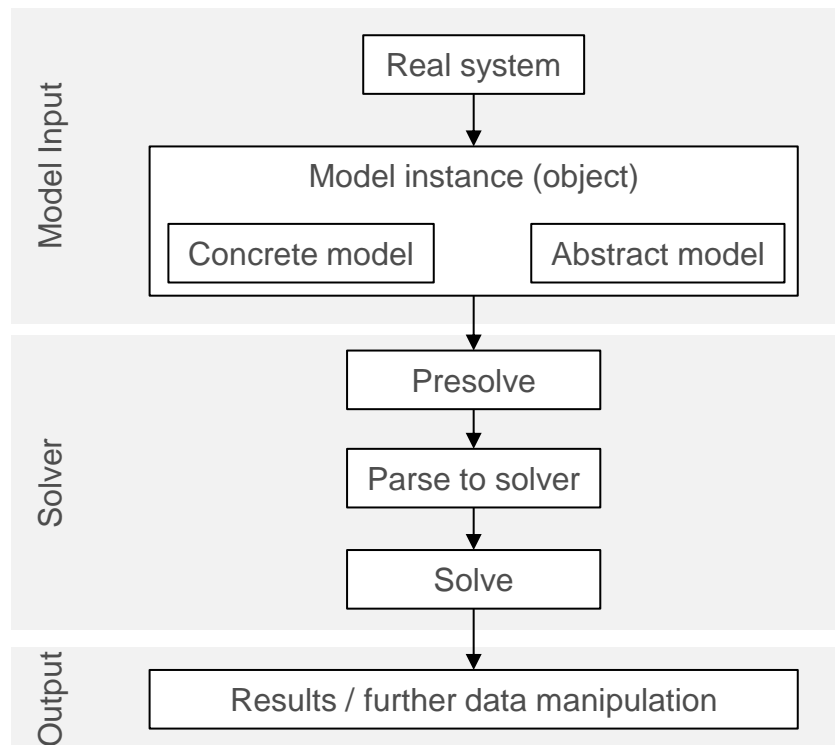 Model Input
Real system
Model instance (object)
Concrete model
Abstract model
Solver
Presolve
Parse to solver
Solve
Output
Results / further data manipulation